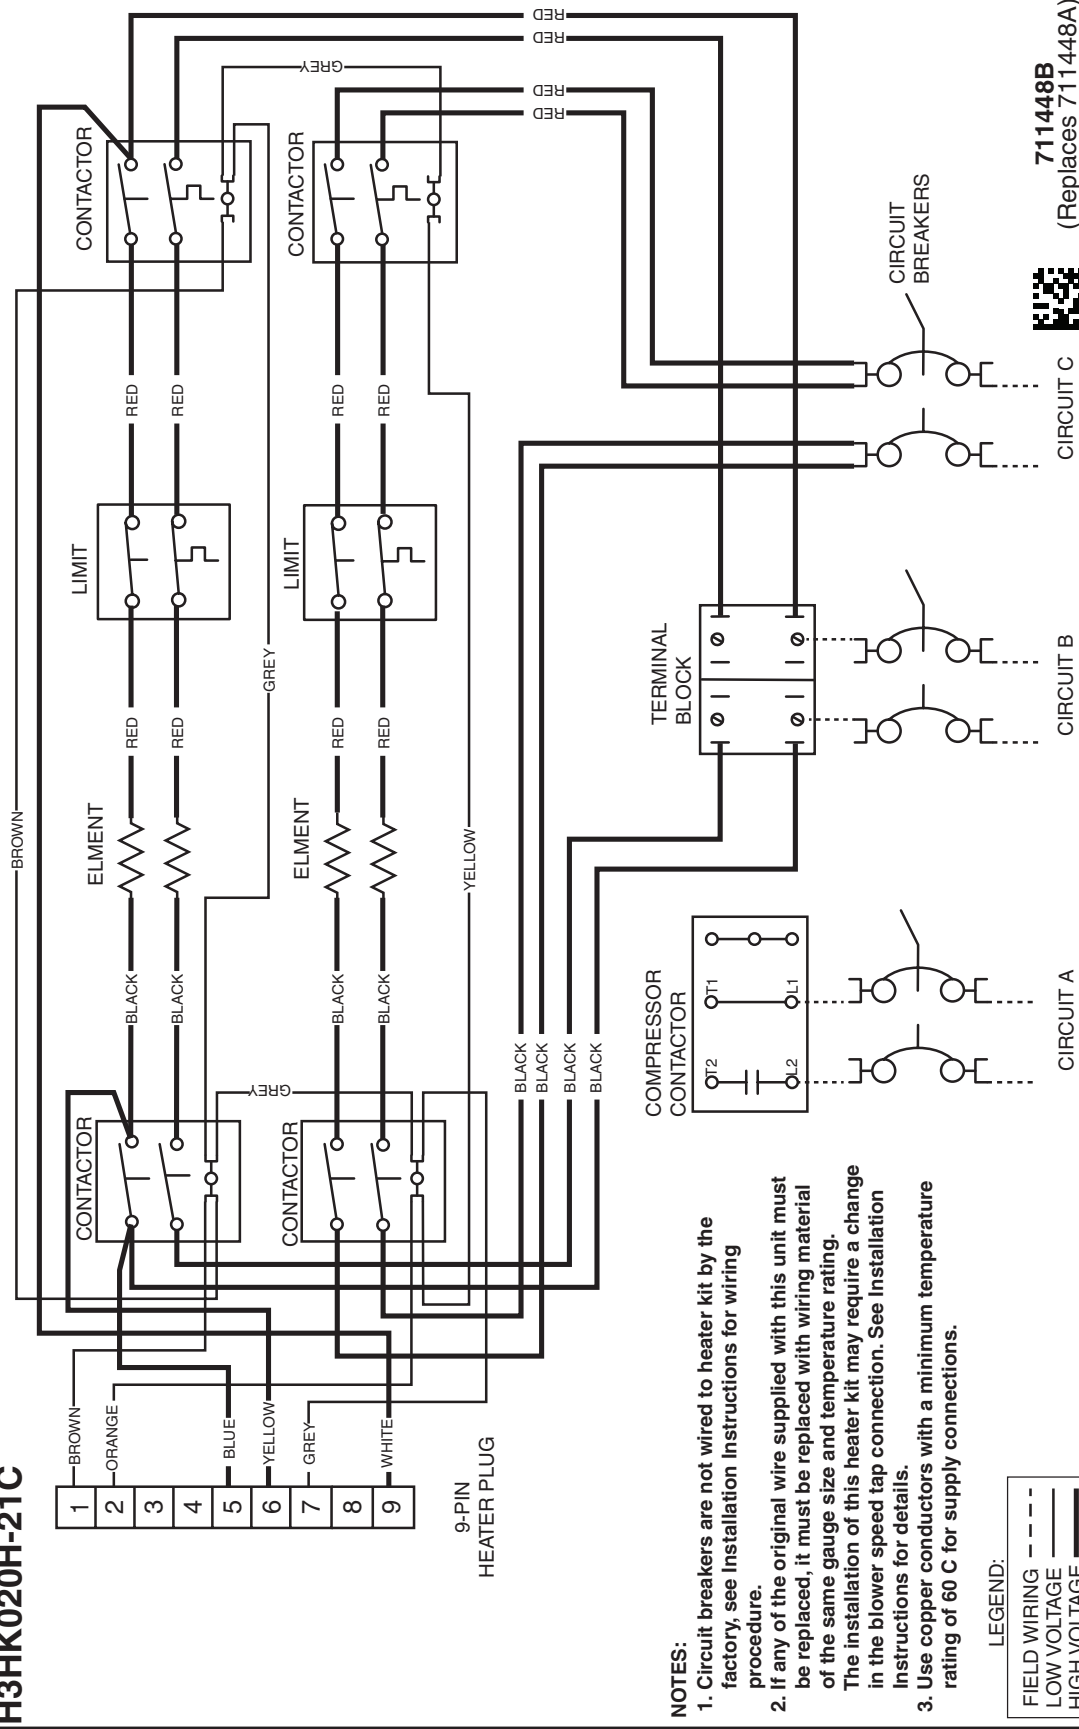 H3HK020H-21C
BROWN
GREY
CONTACTOR
CONTACTOR
RED
RED
RED
RED
RED
RED
RED
RED
LIMIT
LIMIT
GREY
RED
RED
RED
RED
ELMENT
ELMENT
YELLOW
BLACK
BLACK
BLACK
BLACK
GREY
CONTACTOR
CONTACTOR
BLACK
BLACK
BLACK
BLACK
BROWN
ORANGE
BLUE
YELLOW
GREY
WHITE
1
2
3
4
5
6
7
8
9
9-PIN
HEATER PLUG
COMPRESSOR
CONTACTOR
T2
T1
L2
L1
TERMINAL
BLOCK
CIRCUIT
BREAKERS
CIRCUIT A
CIRCUIT B
CIRCUIT C
NOTES:
1. Circuit breakers are not wired to heater kit by the
factory, see Installation Instructions for wiring
procedure.
2. If any of the original wire supplied with this unit must
be replaced, it must be replaced with wiring material
of the same gauge size and temperature rating.
The installation of this heater kit may require a change
in the blower speed tap connection. See Installation
Instructions for details.
3. Use copper conductors with a minimum temperature
rating of 60 C for supply connections.
LEGEND:
FIELD WIRING
LOW VOLTAGE
HIGH VOLTAGE
711448B
(Replaces 711448A)